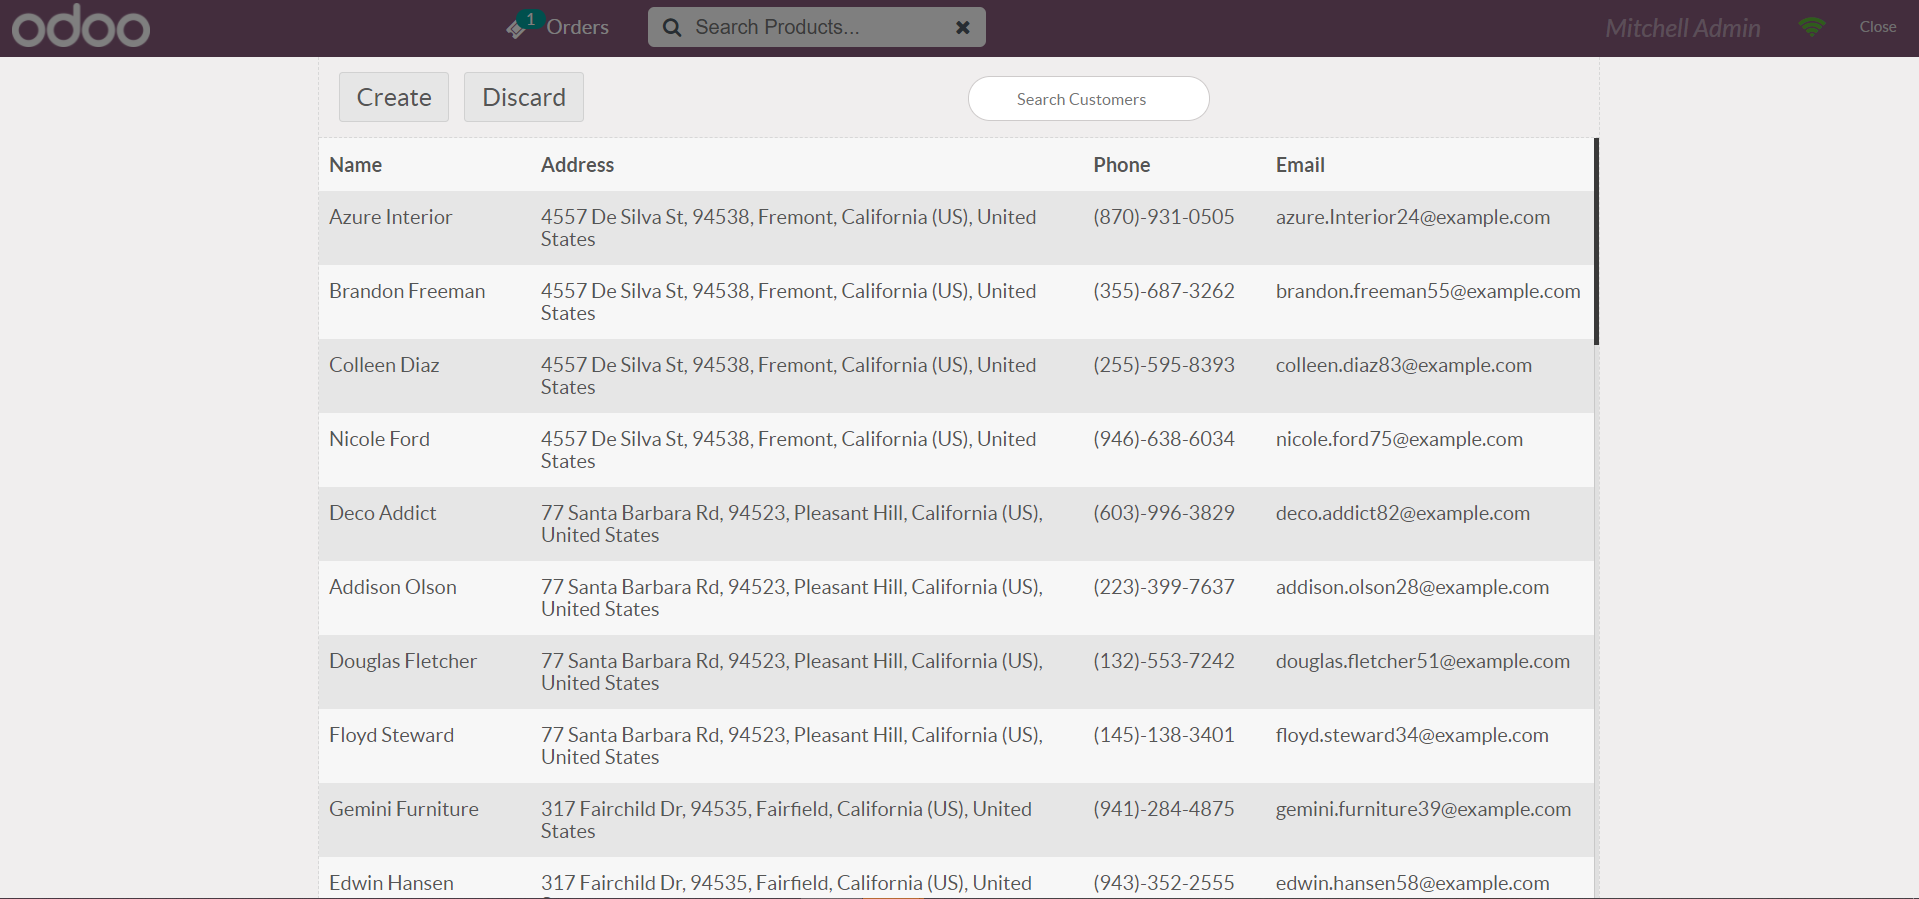 odoo 1 Orders Search Products... Mitchell Admin Close
Create Discard Search Customers
Name Address Phone Email
Azure Interior 4557 De Silva St, 94538, Fremont, California (US), United (870)-931-0505 azure.Interior24@example.com
States
Brandon Freeman 4557 De Silva St, 94538, Fremont, California (US), United (355)-687-3262 brandon.freeman55@example.com
States
Colleen Diaz 4557 De Silva St, 94538, Fremont, California (US), United (255)-595-8393 colleen.diaz83@example.com
States
Nicole Ford 4557 De Silva St, 94538, Fremont, California (US), United (946)-638-6034 nicole.ford75@example.com
States
Deco Addict 77 Santa Barbara Rd, 94523, Pleasant Hill, California (US), (603)-996-3829 deco.addict82@example.com
United States
Addison Olson 77 Santa Barbara Rd, 94523, Pleasant Hill, California (US), (223)-399-7637 addison.olson28@example.com
United States
Douglas Fletcher 77 Santa Barbara Rd, 94523, Pleasant Hill, California (US), (132)-553-7242 douglas.fletcher51@example.com
United States
Floyd Steward 77 Santa Barbara Rd, 94523, Pleasant Hill, California (US), (145)-138-3401 floyd.steward34@example.com
United States
Gemini Furniture 317 Fairchild Dr, 94535, Fairfield, California (US), United (941)-284-4875 gemini.furniture39@example.com
States
Edwin Hansen 317 Fairchild Dr, 94535, Fairfield, California (US), United (943)-352-2555 edwin.hansen58@example.com